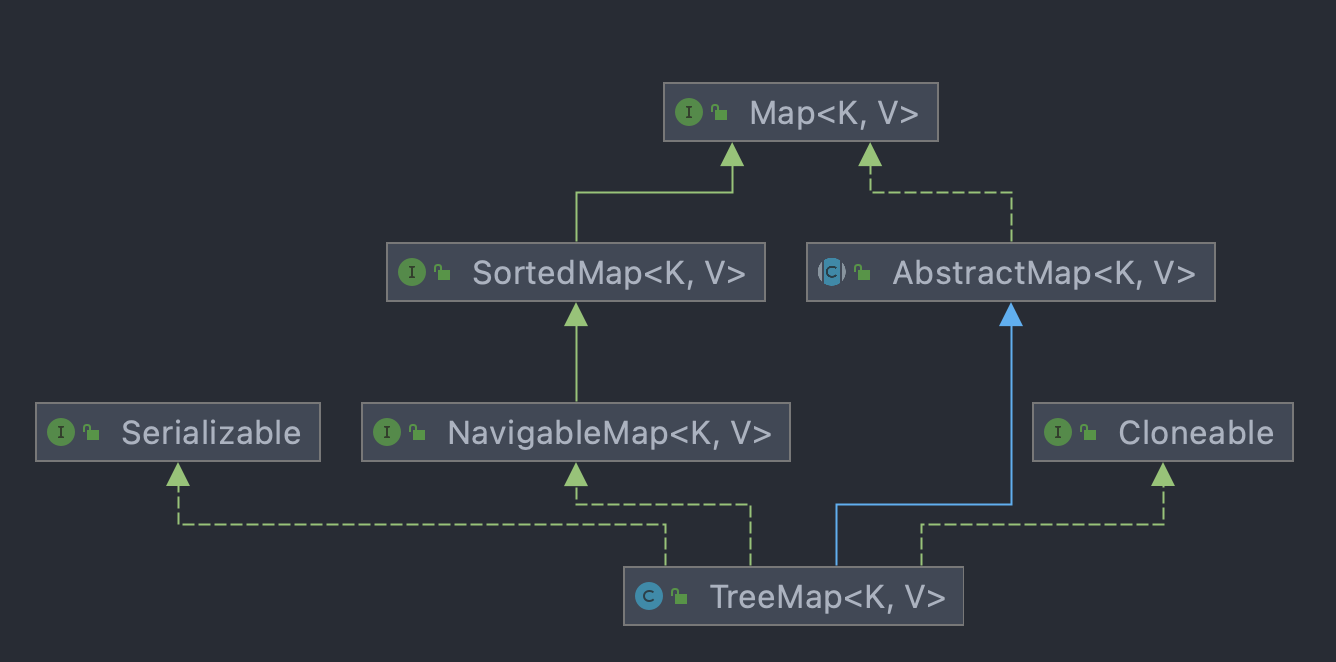 Map<K, V>
SortedMap<K, V>
AbstractMap<K, V>
Serializable
NavigableMap<K, V>
Cloneable
TreeMap<K, V>